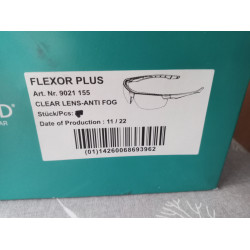 FLEXOR PLUS
Art. Nr. 9021 155
CLEAR LENS-ANTI FOG
Stück/Pcs:
Date of Production : 11 / 22
(01)14260068693962